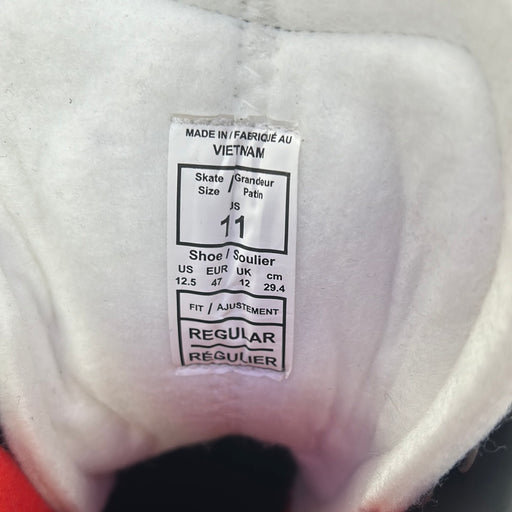 MADE IN / FABRIQUÉ AU
VIETNAM
Skate / Grandeur
Size Patin
US
11
Shoe / Soulier
US EUR UK cm
12.5 47 12 29.4
FIT / AJUSTEMENT
REGULAR
RÉGULIER